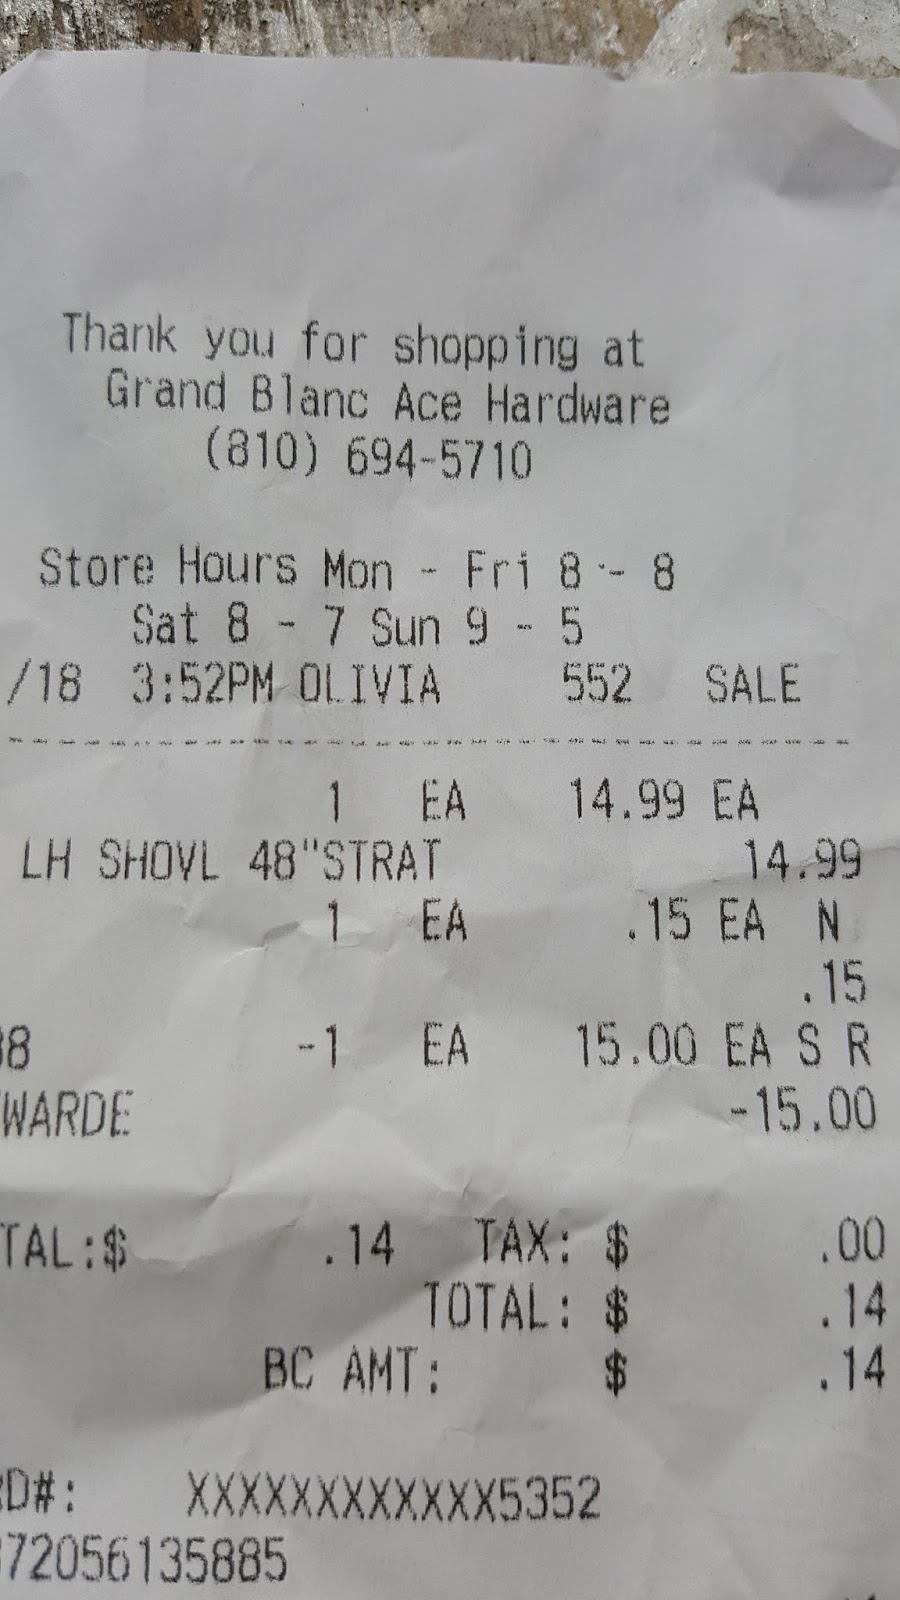 Thank you for shopping at
Grand Blanc Ace Hardware
(810) 694-5710
Store Hours Mon - Fri 8 - 8
Sat 8 - 7 Sun 9 - 5
/18 3:52PM OLIVIA 552 SALE
1 EA 14.99 EA
LH SHOVL 48"STRAT 14.99
1 EA .15 EA N
.15
8 -1 EA 15.00 EA S R
WARDE -15.00
TAL:$ .14 TAX: $ .00
TOTAL: $ .14
BC AMT: $ .14
D#: XXXXXXXXXXXX5352
72056135885